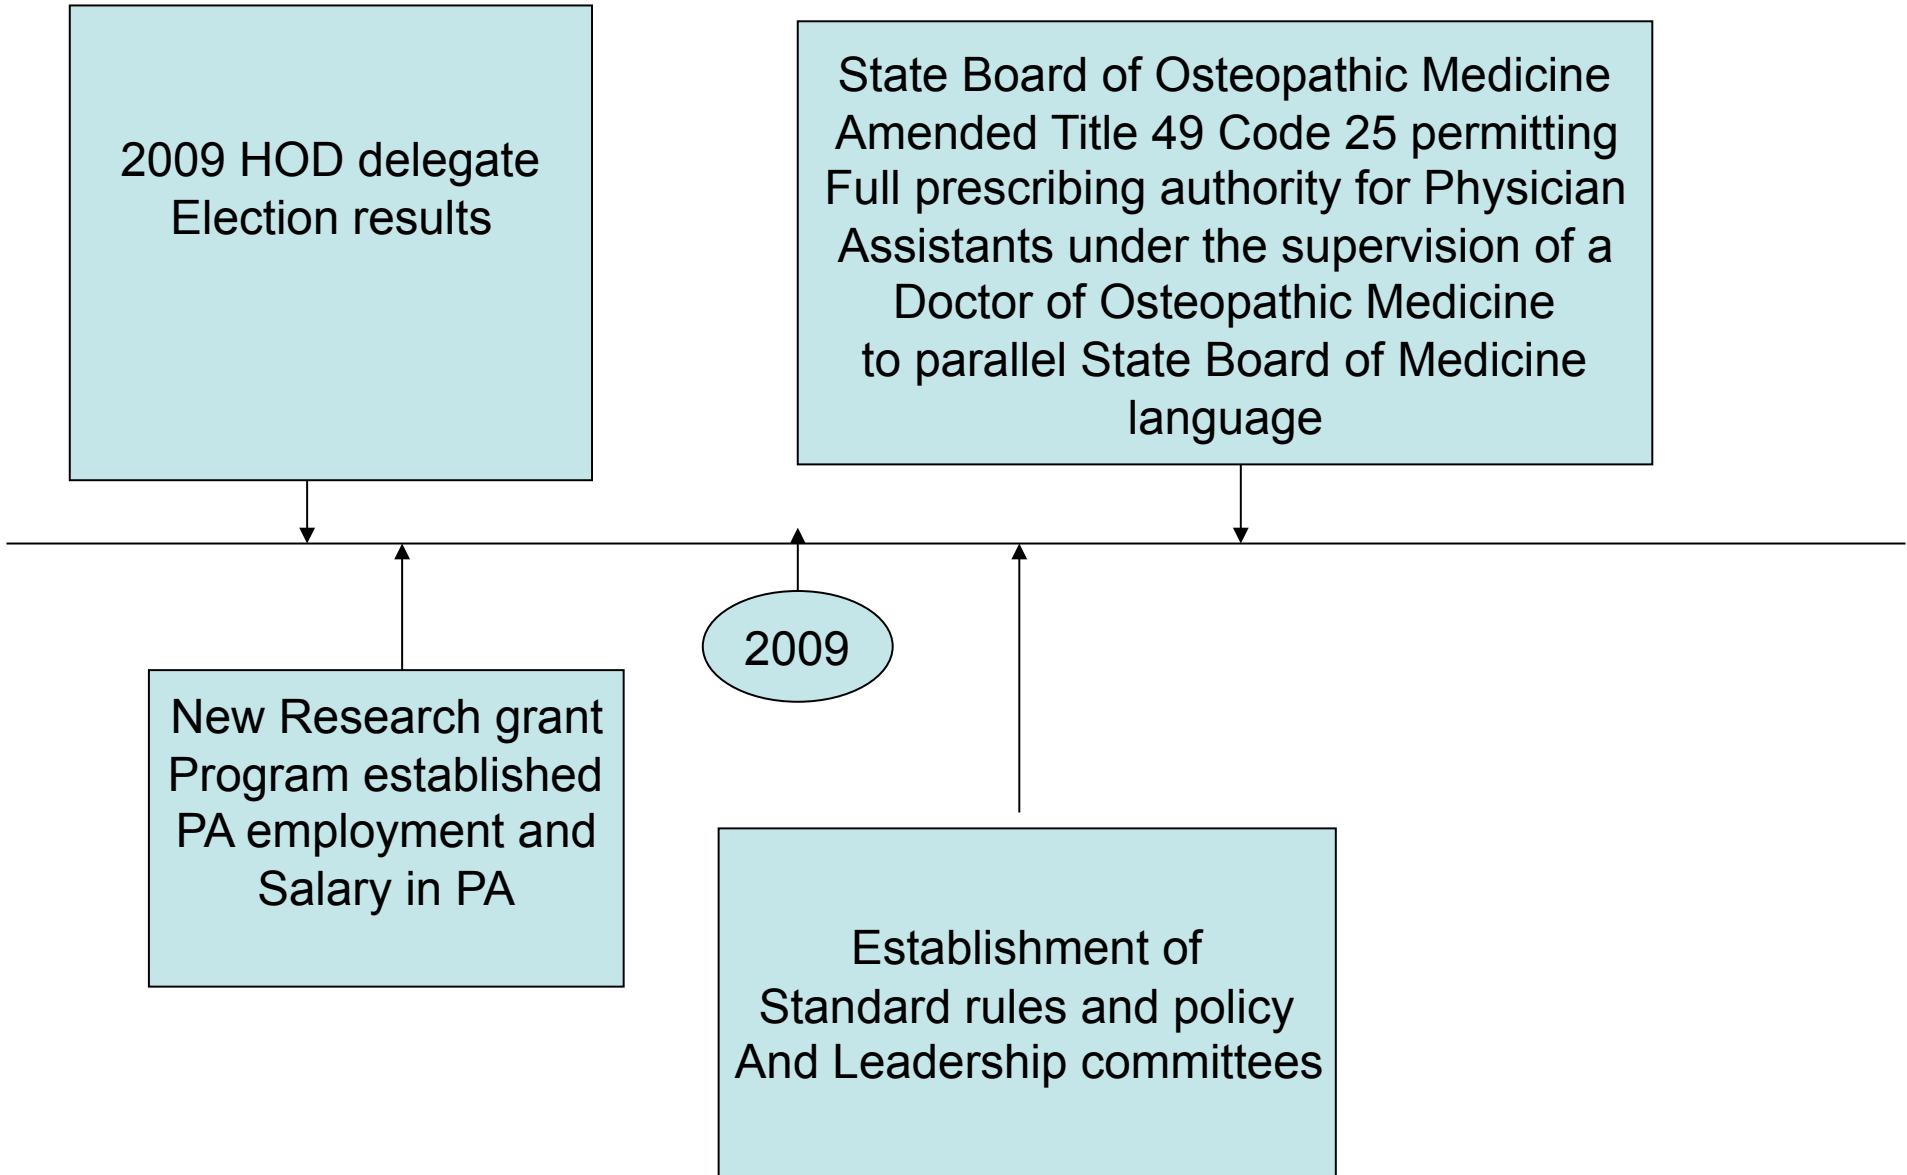 2009 HOD delegate
Election results
State Board of Osteopathic Medicine
Amended Title 49 Code 25 permitting
Full prescribing authority for Physician
Assistants under the supervision of a
Doctor of Osteopathic Medicine
to parallel State Board of Medicine
language
2009
New Research grant
Program established
PA employment and
Salary in PA
Establishment of
Standard rules and policy
And Leadership committees